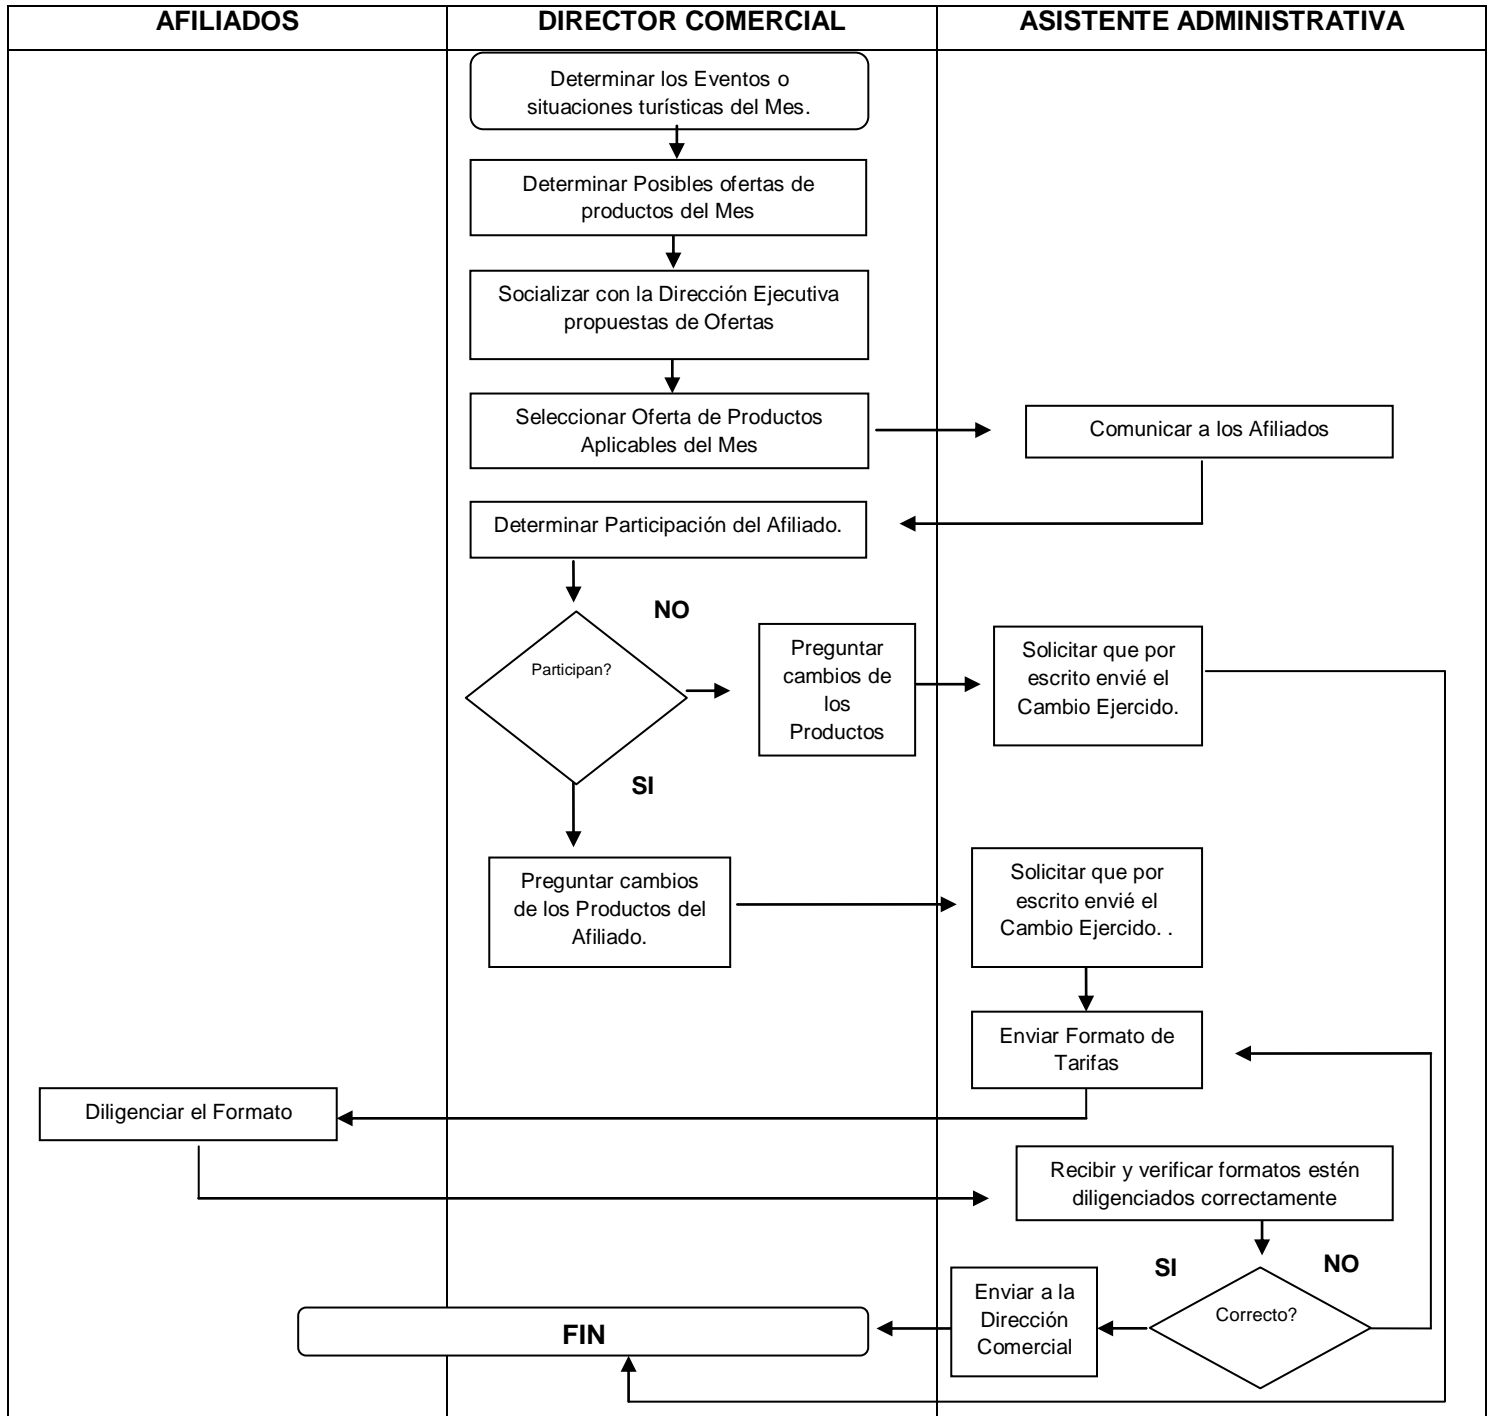 AFILIADOS
DIRECTOR COMERCIAL
ASISTENTE ADMINISTRATIVA
Determinar los Eventos o
situaciones turísticas del Mes.
Determinar Posibles ofertas de
productos del Mes
Socializar con la Dirección Ejecutiva
propuestas de Ofertas
Seleccionar Oferta de Productos
Aplicables del Mes
Comunicar a los Afiliados
Determinar Participación del Afiliado.
NO
Participan?
Preguntar
cambios de
los
Productos
Solicitar que por
escrito envié el
Cambio Ejercido.
SI
Preguntar cambios
de los Productos del
Afiliado.
Solicitar que por
escrito envié el
Cambio Ejercido. .
Enviar Formato de
Tarifas
Diligenciar el Formato
Recibir y verificar formatos estén
diligenciados correctamente
SI
NO
Correcto?
Enviar a la
Dirección
Comercial
FIN